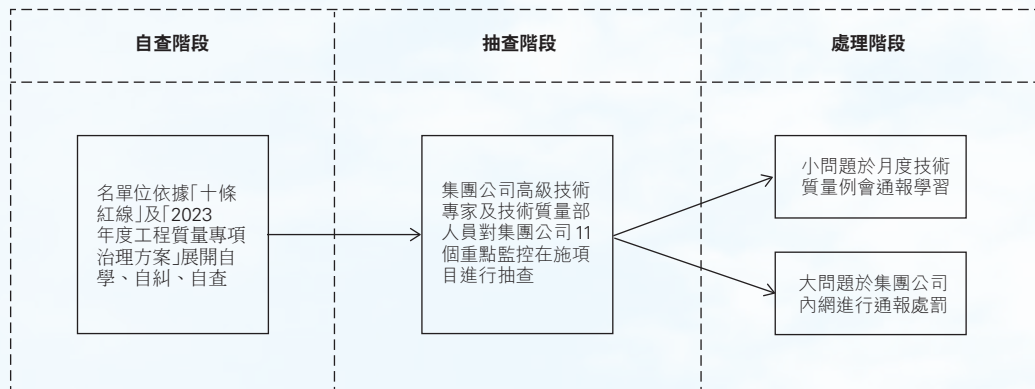 自查階段
抽查階段
處理階段
名單位依據「十條
紅線」及「2023
年度工程質量專項
治理方案」展開自
學、自糾、自查
集團公司高級技術
專家及技術質量部
人員對集團公司 11
個重點監控在施項
目進行抽查
小問題於月度技術
質量例會通報學習
大問題於集團公司
內網進行通報處罰